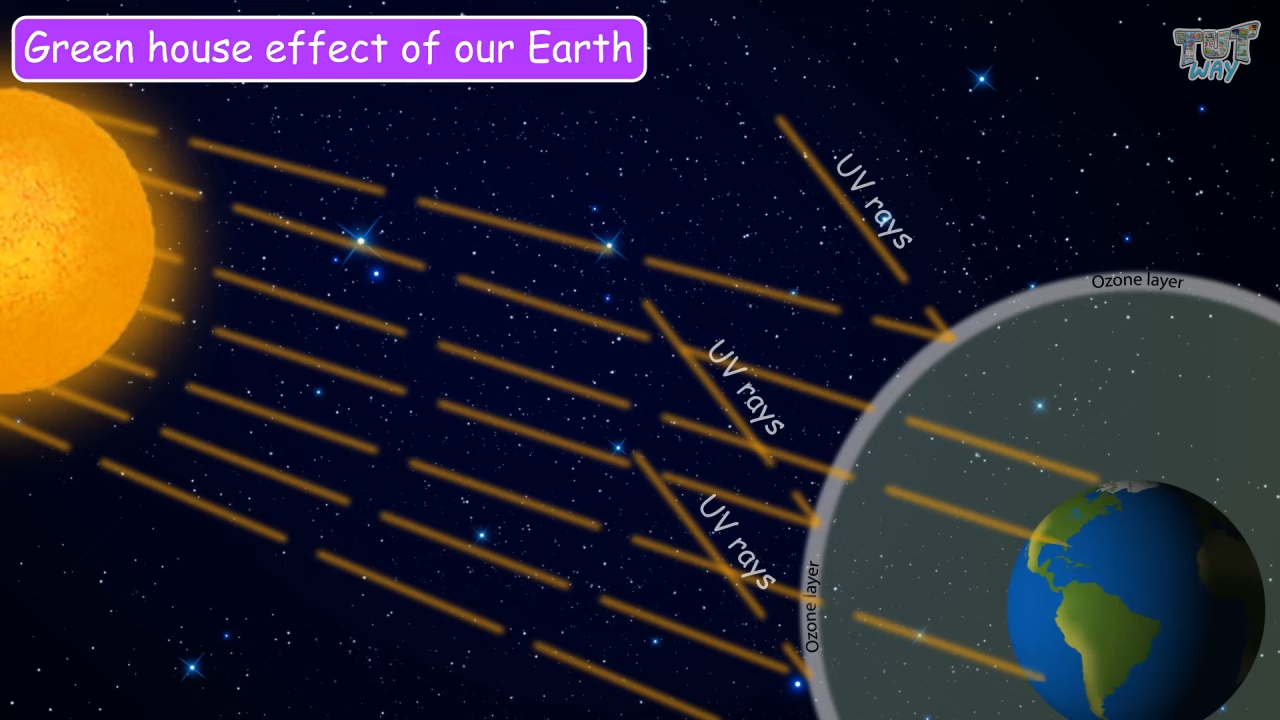 Green house effect of our Earth
TUT
WAY
UV rays
Ozone layer
UV rays
UV rays
Ozone layer